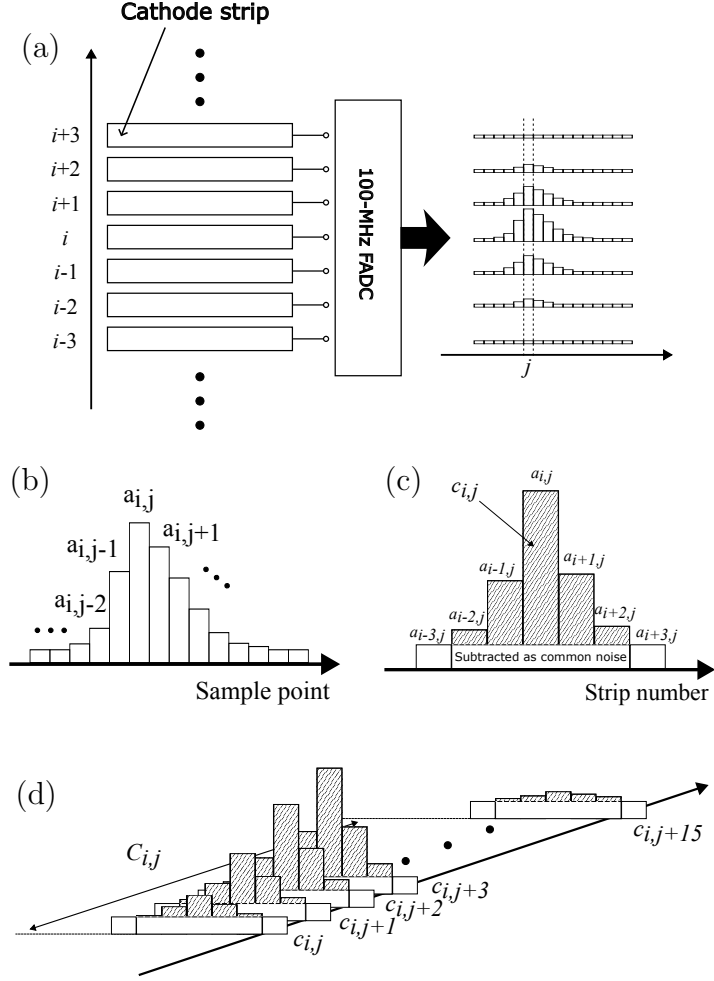 Cathode strip
(a)
i+3
i+2
i+1
i
i-1
i-2
i-3
100-MHz FADC
j
(b)
a_{i,j}
a_{i,j-1}
a_{i,j+1}
a_{i,j-2}
Sample point
(c)
a_{i,j}
c_{i,j}
a_{i-1,j}
a_{i+1,j}
a_{i-2,j}
a_{i+2,j}
a_{i-3,j}
a_{i+3,j}
Subtracted as common noise
Strip number
(d)
C_{i,j}
c_{i,j}
c_{i,j+1}
c_{i,j+2}
c_{i,j+3}
c_{i,j+15}